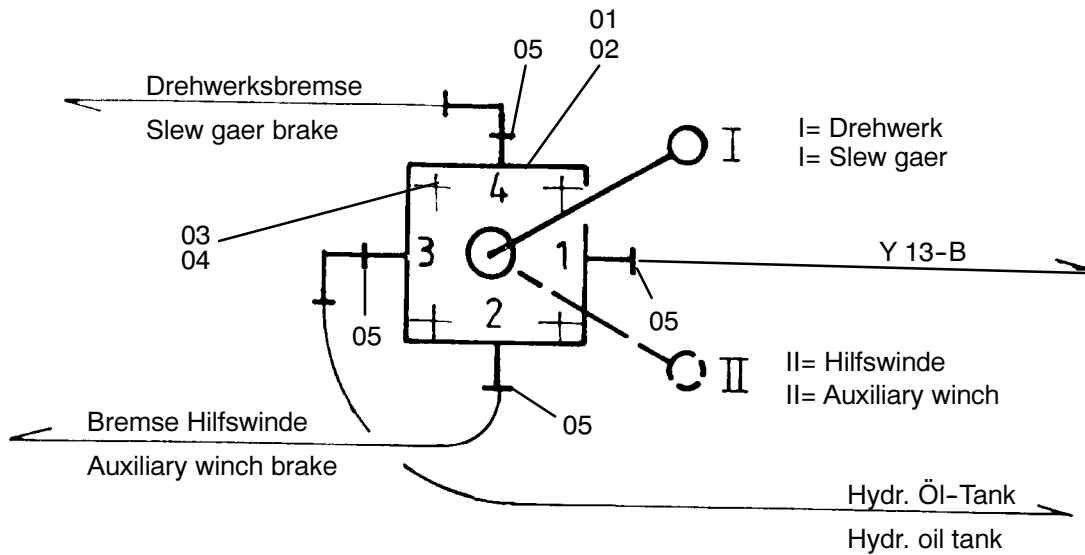 01
05 02
Drehwerksbremse
Slew gaer brake
I
I= Drehwerk
I= Slew gaer
4
03
04
3
1
Y 13-B
05
2
05
II
II= Hilfswinde
II= Auxiliary winch
05
Bremse Hilfswinde
Auxiliary winch brake
Hydr. Öl-Tank
Hydr. oil tank